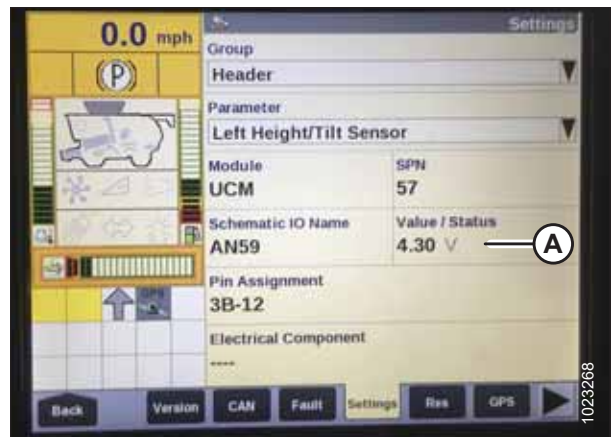 0.0 mph
(P)
Settings
Group
Header
Parameter
Left Height/Tilt Sensor
Module
SPN
UCM
57
Schematic IO Name
Value / Status
AN59
4.30 V
A
Pin Assignment
3B-12
Electrical Component
----
Back
Version
CAN
Fault
Settings
Res
GPS
1023268